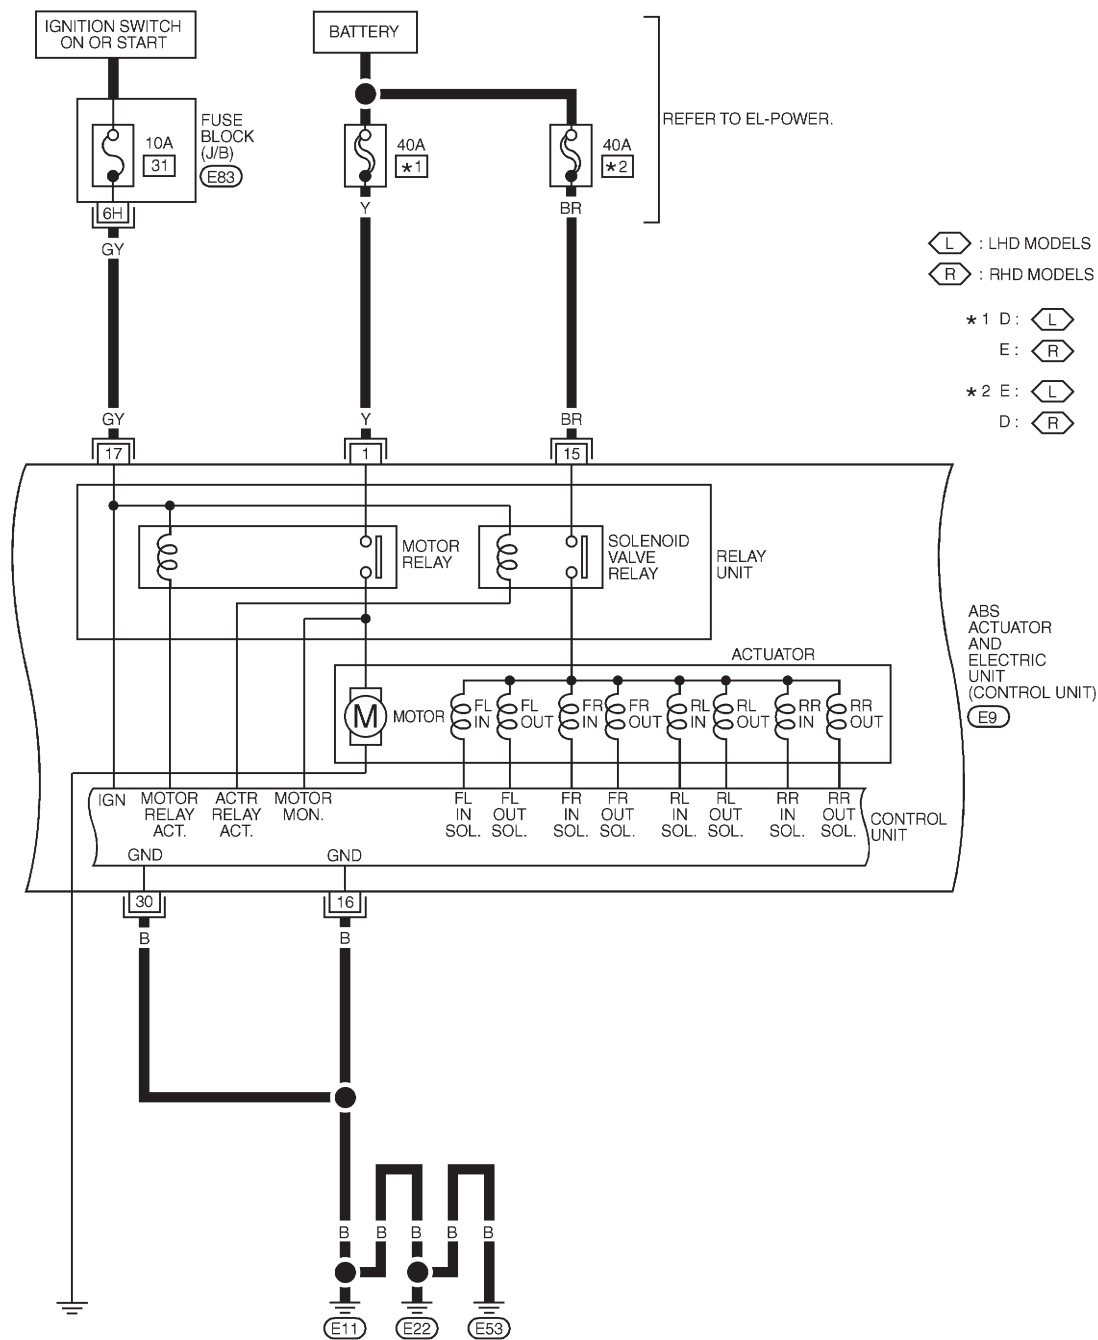 IGNITION SWITCH
ON OR START
BATTERY
FUSE
BLOCK
(J/B)
E83
10A
31
40A
*1
40A
*2
REFER TO EL-POWER.
6H
GY
Y
BR
L : LHD MODELS
R : RHD MODELS
*1 D : L
E : R
*2 E : L
D : R
GY
Y
BR
17
1
15
MOTOR
RELAY
SOLENOID
VALVE
RELAY
RELAY
UNIT
ABS
ACTUATOR
AND
ELECTRIC
UNIT
(CONTROL UNIT)
E9
ACTUATOR
M
MOTOR
FL
IN
FL
OUT
FR
IN
FR
OUT
RL
IN
RL
OUT
RR
IN
RR
OUT
IGN
MOTOR
RELAY
ACT.
ACTR
RELAY
ACT.
MOTOR
MON.
FL
IN
SOL.
FL
OUT
SOL.
FR
IN
SOL.
FR
OUT
SOL.
RL
IN
SOL.
RL
OUT
SOL.
RR
IN
SOL.
RR
OUT
SOL.
CONTROL
UNIT
GND
GND
30
16
B
B
B
B
B
B
B
E11
E22
E53